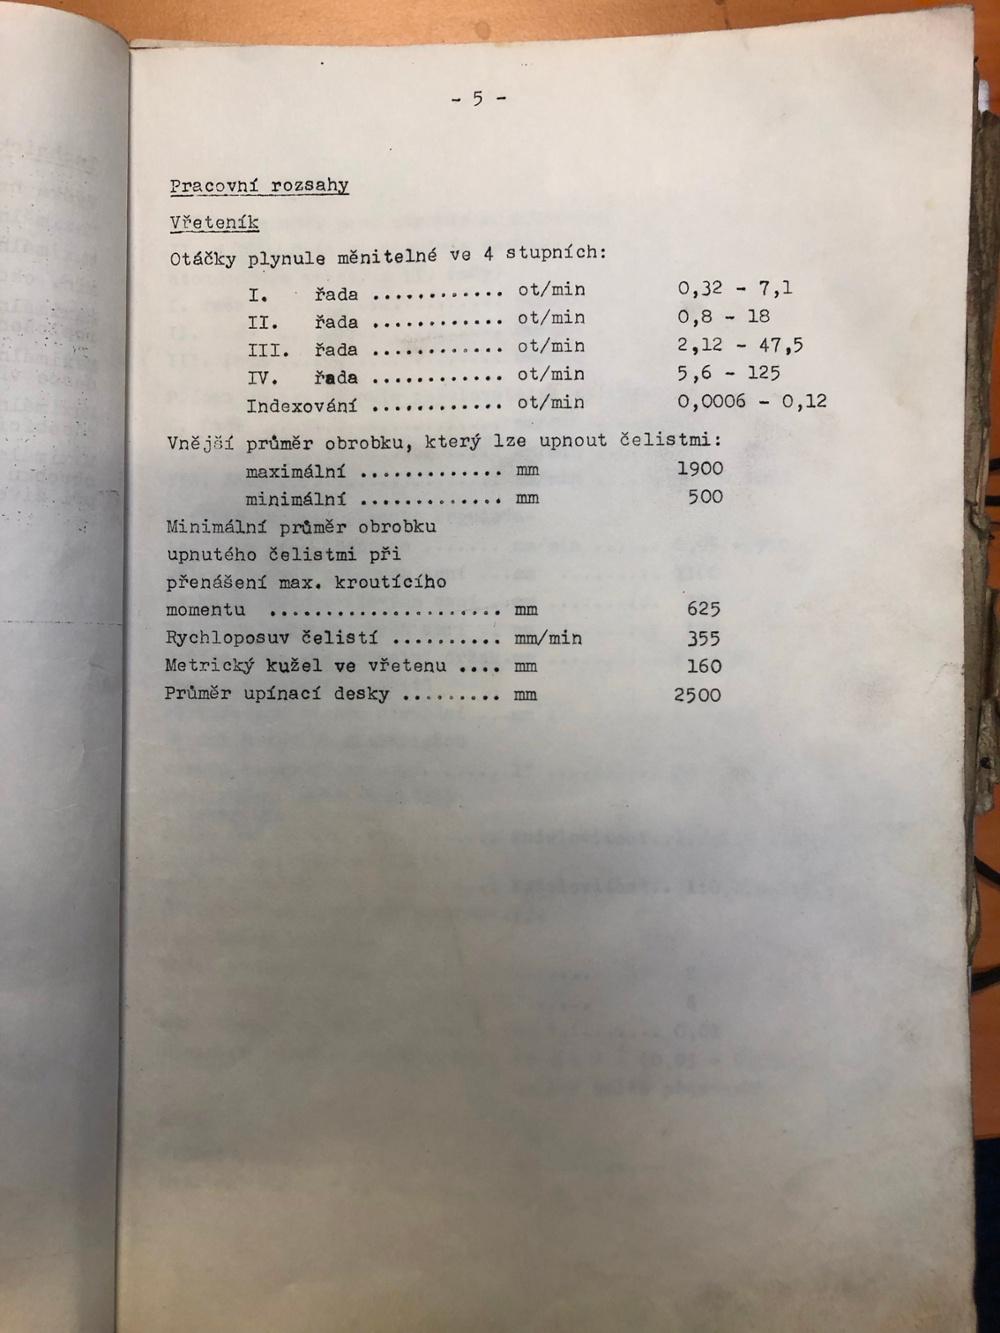 - 5 -
Pracovní rozsahy
Vřeteník
Otáčky plynule měnitelné ve 4 stupních:
I. řada ............ ot/min 0,32 - 7,1
II. řada ............ ot/min 0,8 - 18
III. řada ............ ot/min 2,12 - 47,5
IV. řada ............ ot/min 5,6 - 125
Indexování ............ ot/min 0,0006 - 0,12
Vnější průměr obrobku, který lze upnout čelistmi:
maximální ............. mm 1900
minimální ............. mm 500
Minimální průměr obrobku
upnutého čelistmi při
přenášení max. kroutícího
momentu ..................... mm 625
Rychloposuv čelistí .......... mm/min 355
Metrický kužel ve vřetenu .... mm 160
Průměr upínací desky ......... mm 2500